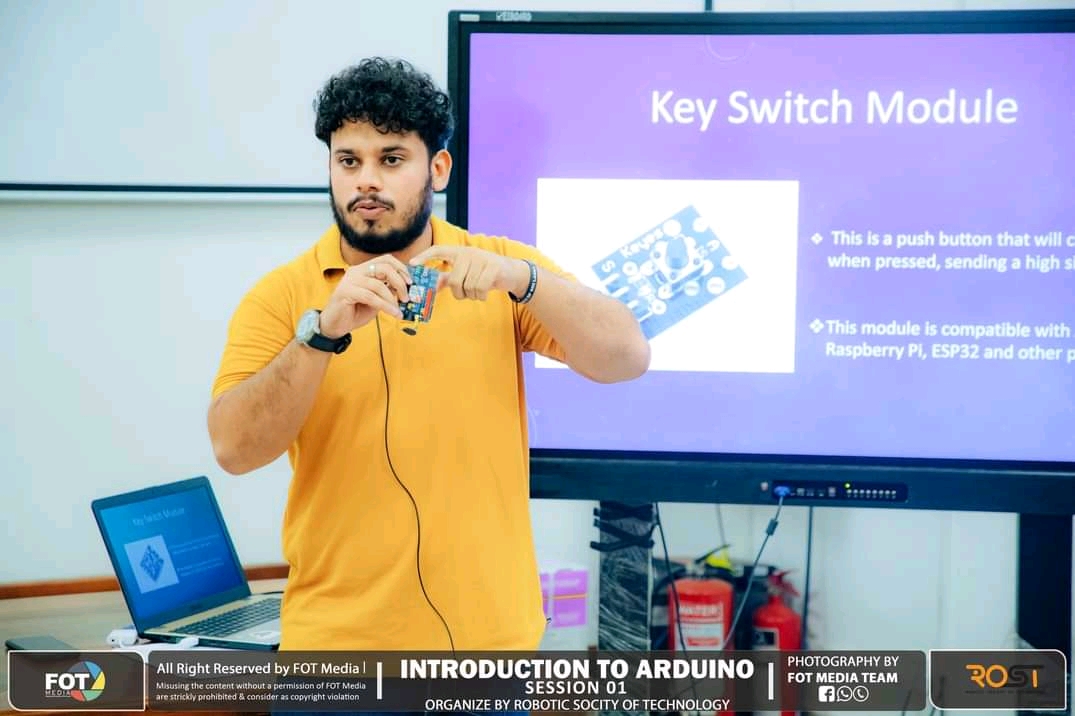 Key Switch Module
Keyes
S
❖ This is a push button that will
when pressed, sending a high
❖This module is compatible with
Raspberry Pi, ESP32 and other
Key Switch Module
WATER
FOT
MEDIA
All Right Reserved by FOT Media
Misusing the content without a permission of FOT Media
are strickly prohibited & consider as copyright violation
INTRODUCTION TO ARDUINO
SESSION 01
ORGANIZE BY ROBOTIC SOCITY OF TECHNOLOGY
PHOTOGRAPHY BY
FOT MEDIA TEAM
ROST